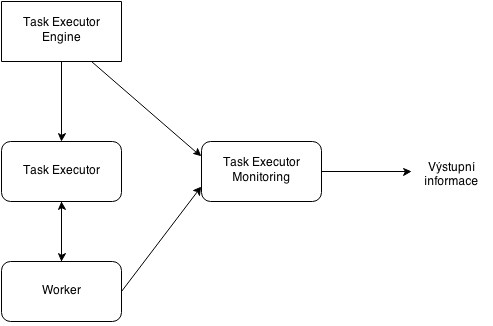 Task Executor
Engine
Task Executor
Task Executor
Monitoring
Výstupní
informace
Worker